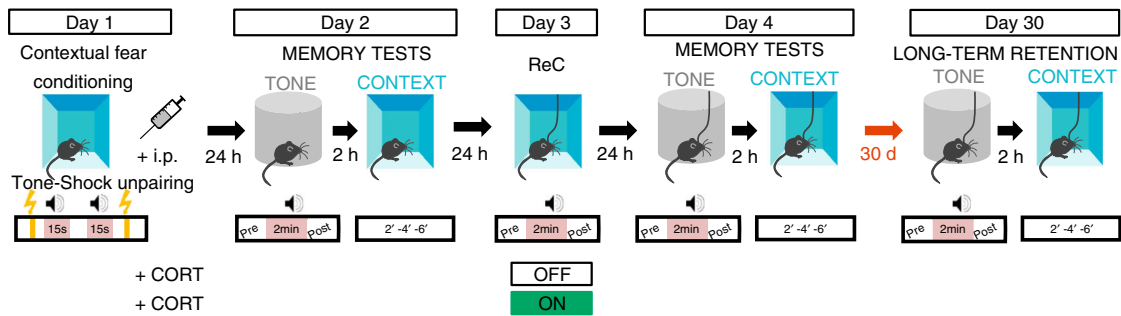 Day 1
Day 2
Day 3
Day 4
Day 30
Contextual fear
conditioning
MEMORY TESTS
ReC
MEMORY TESTS
LONG-TERM RETENTION
TONE
CONTEXT
TONE
CONTEXT
TONE
CONTEXT
+ i.p.
24 h
2 h
24 h
24 h
2 h
30 d
2 h
Tone-Shock unpairing
15s
15s
Pre
2min
Post
2′ -4′ -6′
Pre
2min
Post
Pre
2min
Post
2′ -4′ -6′
Pre
2min
Post
2′ -4′ -6′
+ CORT
OFF
+ CORT
ON